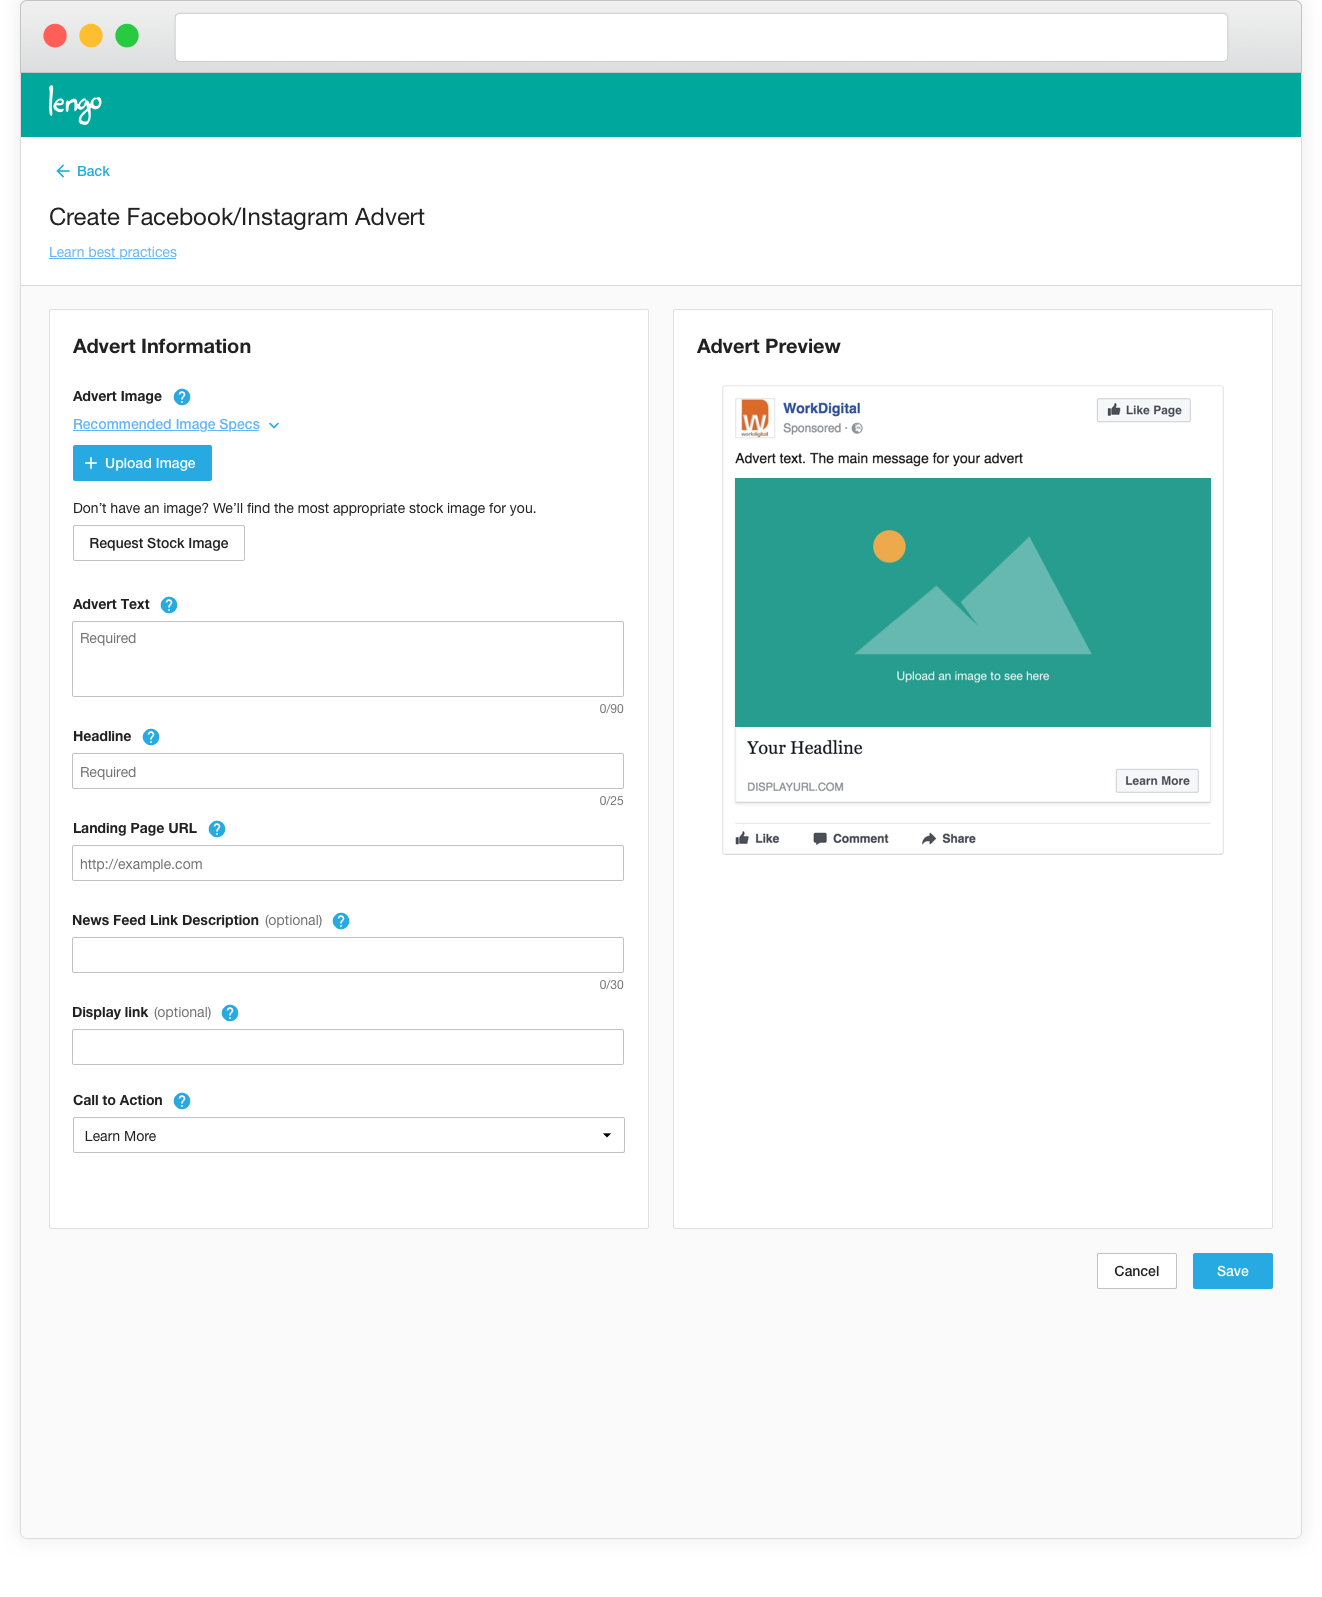 lengo
Back
Create Facebook/Instagram Advert
Learn best practices
Advert Information
Advert Image ?
Recommended Image Specs
+ Upload Image
Don't have an image? We'll find the most appropriate stock image for you.
Request Stock Image
Advert Text ?
Required
0/90
Headline ?
Required
0/25
Landing Page URL ?
http://example.com
News Feed Link Description (optional) ?
0/30
Display link (optional) ?
Call to Action ?
Learn More
Advert Preview
W
workdigital
WorkDigital
Sponsored ·
Like Page
Advert text. The main message for your advert
Upload an image to see here
Your Headline
DISPLAYURL.COM
Learn More
Like Comment Share
Cancel Save